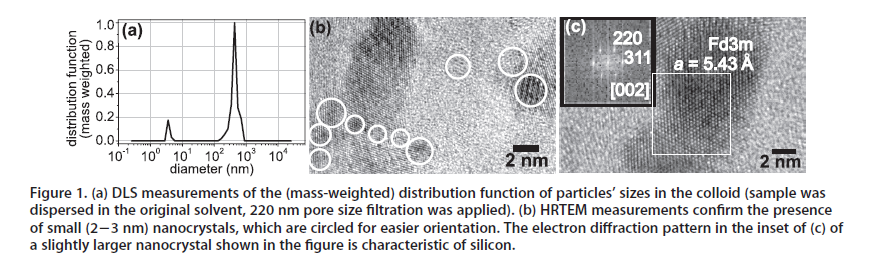 (a)
distribution function
(mass weighted)
1.0
0.8
0.6
0.4
0.2
0.0
10⁻¹ 10⁰ 10¹ 10² 10³ 10⁴
diameter (nm)
(b)
2 nm
(c)
220
311
[002]
Fd3m
a = 5.43 Å
2 nm
Figure 1. (a) DLS measurements of the (mass-weighted) distribution function of particles’ sizes in the colloid (sample was
dispersed in the original solvent, 220 nm pore size filtration was applied). (b) HRTEM measurements confirm the presence
of small (2−3 nm) nanocrystals, which are circled for easier orientation. The electron diffraction pattern in the inset of (c) of
a slightly larger nanocrystal shown in the figure is characteristic of silicon.